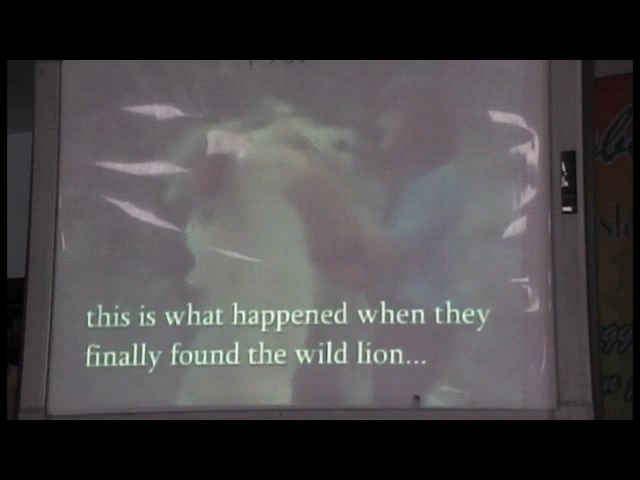 this is what happened when they
finally found the wild lion...